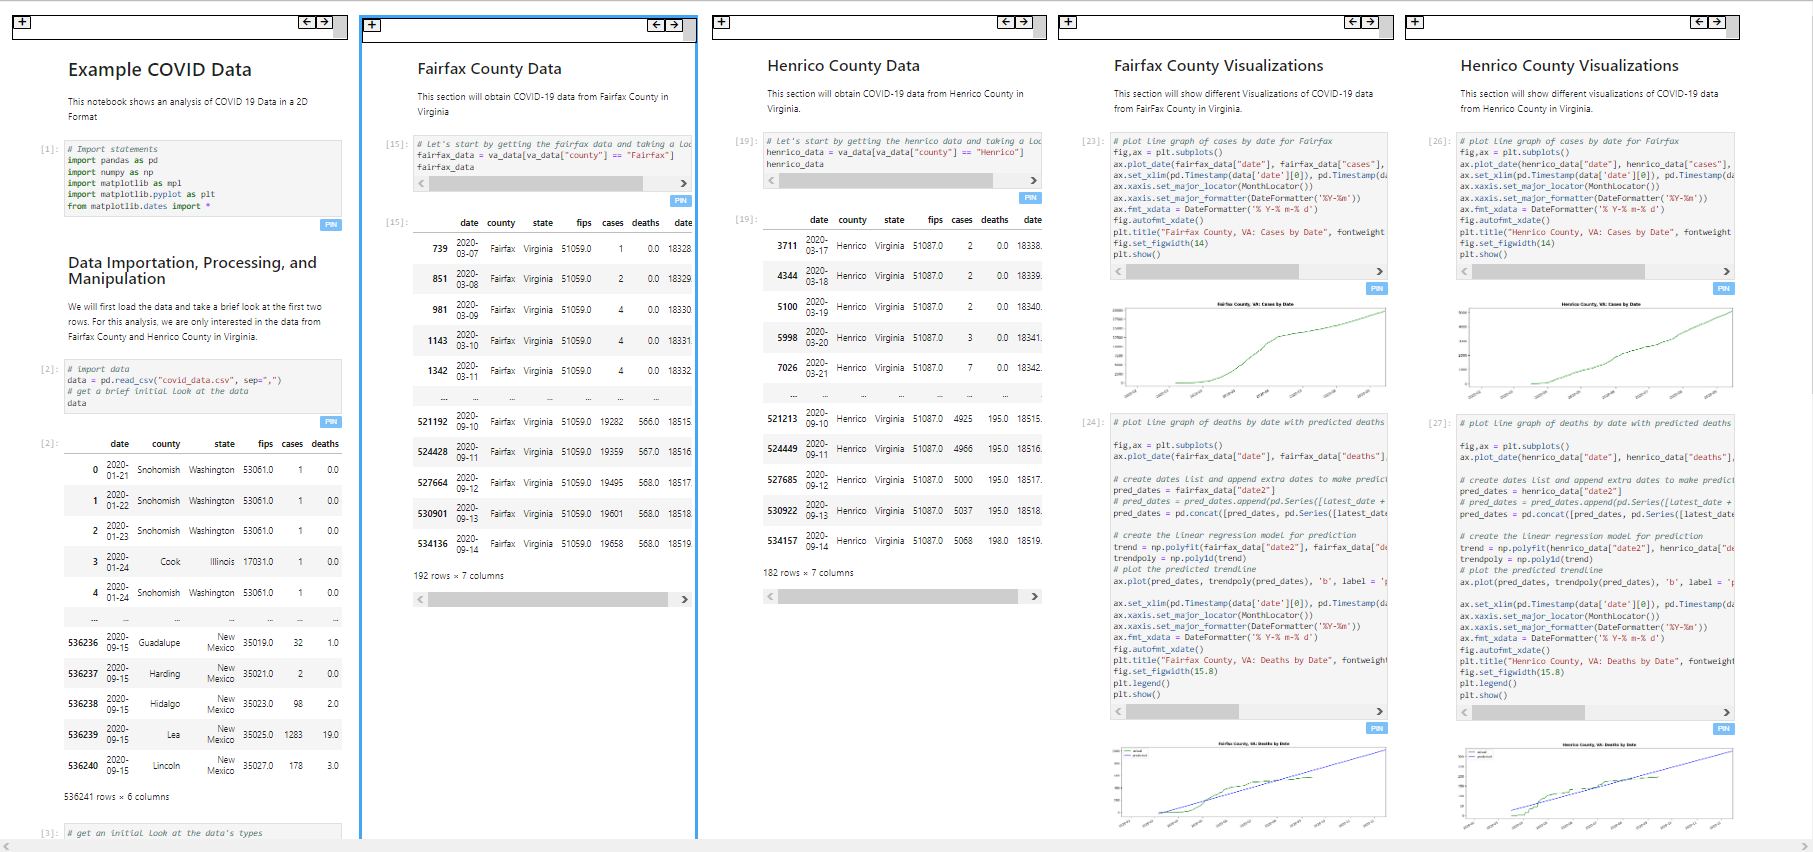 Example COVID Data
This notebook shows an analysis of COVID 19 Data in a 2D
Format
[1]:
# Import statements
import pandas as pd
import numpy as np
import matplotlib as mpl
import matplotlib.pyplot as plt
from matplotlib.dates import *
PIN
Data Importation, Processing, and
Manipulation
We will first load the data and take a brief look at the first two
rows. For this analysis, we are only interested in the data from
Fairfax County and Henrico County in Virginia.
[2]:
# import data
data = pd.read_csv("covid_data.csv", sep=",")
# get a brief initial look at the data
data
PIN
[2]:
date county state fips cases deaths
0 2020-01-21 Snohomish Washington 53061.0 1 0.0
1 2020-01-22 Snohomish Washington 53061.0 1 0.0
2 2020-01-23 Snohomish Washington 53061.0 1 0.0
3 2020-01-24 Cook Illinois 17031.0 1 0.0
4 2020-01-24 Snohomish Washington 53061.0 1 0.0
... ... ... ... ... ... ...
536236 2020-09-15 Guadalupe New Mexico 35019.0 32 1.0
536237 2020-09-15 Harding New Mexico 35021.0 2 0.0
536238 2020-09-15 Hidalgo New Mexico 35023.0 98 2.0
536239 2020-09-15 Lea New Mexico 35025.0 1283 19.0
536240 2020-09-15 Lincoln New Mexico 35027.0 178 3.0
536241 rows × 6 columns
[3]:
# get an initial look at the data's types
Fairfax County Data
This section will obtain COVID-19 data from Fairfax County in
Virginia.
[15]:
# Let's start by getting the fairfax data and taking a loo
fairfax_data = va_data[va_data["county"] == "Fairfax"]
fairfax_data
PIN
[15]:
date county state fips cases deaths date
739 2020-03-07 Fairfax Virginia 51059.0 1 0.0 18328.
851 2020-03-08 Fairfax Virginia 51059.0 2 0.0 18329.
981 2020-03-09 Fairfax Virginia 51059.0 4 0.0 18330.
1143 2020-03-10 Fairfax Virginia 51059.0 4 0.0 18331.
1342 2020-03-11 Fairfax Virginia 51059.0 4 0.0 18332.
... ... ... ... ... ...
521192 2020-09-10 Fairfax Virginia 51059.0 19282 566.0 18515.
524428 2020-09-11 Fairfax Virginia 51059.0 19359 567.0 18516.
527664 2020-09-12 Fairfax Virginia 51059.0 19495 568.0 18517.
530901 2020-09-13 Fairfax Virginia 51059.0 19601 568.0 18518.
534136 2020-09-14 Fairfax Virginia 51059.0 19658 568.0 18519.
192 rows × 7 columns
Henrico County Data
This section will obtain COVID-19 data from Henrico County in
Virginia.
[19]:
# Let's start by getting the henrico data and taking a loo
henrico_data = va_data[va_data["county"] == "Henrico"]
henrico_data
PIN
[19]:
date county state fips cases deaths date
3711 2020-03-17 Henrico Virginia 51087.0 2 0.0 18338.
4344 2020-03-18 Henrico Virginia 51087.0 2 0.0 18339.
5100 2020-03-19 Henrico Virginia 51087.0 2 0.0 18340.
5998 2020-03-20 Henrico Virginia 51087.0 3 0.0 18341.
7026 2020-03-21 Henrico Virginia 51087.0 7 0.0 18342.
... ... ... ... ... ... ...
521213 2020-09-10 Henrico Virginia 51087.0 4925 195.0 18515.
524449 2020-09-11 Henrico Virginia 51087.0 4966 195.0 18516.
527685 2020-09-12 Henrico Virginia 51087.0 5000 195.0 18517.
530922 2020-09-13 Henrico Virginia 51087.0 5037 195.0 18518.
534157 2020-09-14 Henrico Virginia 51087.0 5068 198.0 18519.
182 rows × 7 columns
Fairfax County Visualizations
This section will show different Visualizations of COVID-19 data
from FairFax County in Virginia.
[23]:
# plot line graph of cases by date for Fairfax
fig,ax = plt.subplots()
ax.plot_date(fairfax_data["date"], fairfax_data["cases"],
ax.set_xlim(pd.Timestamp(data['date'][0]), pd.Timestamp(da
ax.xaxis.set_major_locator(MonthLocator())
ax.xaxis.set_major_formatter(DateFormatter('%Y-%m'))
ax.fmt_xdata = DateFormatter('% Y-% m-% d')
fig.autofmt_xdate()
plt.title("Fairfax County, VA: Cases by Date", fontweight
fig.set_figwidth(14)
plt.show()
PIN
Fairfax County, VA: Cases by Date
[24]:
# plot line graph of deaths by date with predicted deaths
fig,ax = plt.subplots()
ax.plot_date(fairfax_data["date"], fairfax_data["deaths"],
# create dates list and append extra dates to make predict
pred_dates = fairfax_data["date2"]
# pred_dates = pred_dates.append(pd.Series([latest_date +
pred_dates = pd.concat([pred_dates, pd.Series([latest_date
# create the linear regression model for prediction
trend = np.polyfit(fairfax_data["date2"], fairfax_data["de
trendpoly = np.poly1d(trend)
# plot the predicted trendline
ax.plot(pred_dates, trendpoly(pred_dates), 'b', label = 'p
ax.set_xlim(pd.Timestamp(data['date'][0]), pd.Timestamp(da
ax.xaxis.set_major_locator(MonthLocator())
ax.xaxis.set_major_formatter(DateFormatter('%Y-%m'))
ax.fmt_xdata = DateFormatter('% Y-% m-% d')
fig.autofmt_xdate()
plt.title("Fairfax County, VA: Deaths by Date", fontweight
fig.set_figwidth(15.8)
plt.legend()
plt.show()
PIN
Fairfax County, VA: Deaths by Date
Henrico County Visualizations
This section will show different visualizations of COVID-19 data
from Henrico County in Virginia.
[26]:
# plot line graph of cases by date for Fairfax
fig,ax = plt.subplots()
ax.plot_date(henrico_data["date"], henrico_data["cases"],
ax.set_xlim(pd.Timestamp(data['date'][0]), pd.Timestamp(da
ax.xaxis.set_major_locator(MonthLocator())
ax.xaxis.set_major_formatter(DateFormatter('%Y-%m'))
ax.fmt_xdata = DateFormatter('% Y-% m-% d')
fig.autofmt_xdate()
plt.title("Henrico County, VA: Cases by Date", fontweight
fig.set_figwidth(14)
plt.show()
PIN
Henrico County, VA: Cases by Date
[27]:
# plot line graph of deaths by date with predicted deaths
fig,ax = plt.subplots()
ax.plot_date(henrico_data["date"], henrico_data["deaths"],
# create dates list and append extra dates to make predict
pred_dates = henrico_data["date2"]
# pred_dates = pred_dates.append(pd.Series([latest_date +
pred_dates = pd.concat([pred_dates, pd.Series([latest_date
# create the linear regression model for prediction
trend = np.polyfit(henrico_data["date2"], henrico_data["de
trendpoly = np.poly1d(trend)
# plot the predicted trendline
ax.plot(pred_dates, trendpoly(pred_dates), 'b', label = 'p
ax.set_xlim(pd.Timestamp(data['date'][0]), pd.Timestamp(da
ax.xaxis.set_major_locator(MonthLocator())
ax.xaxis.set_major_formatter(DateFormatter('%Y-%m'))
ax.fmt_xdata = DateFormatter('% Y-% m-% d')
fig.autofmt_xdate()
plt.title("Henrico County, VA: Deaths by Date", fontweight
fig.set_figwidth(15.8)
plt.legend()
plt.show()
PIN
Henrico County, VA: Deaths by Date